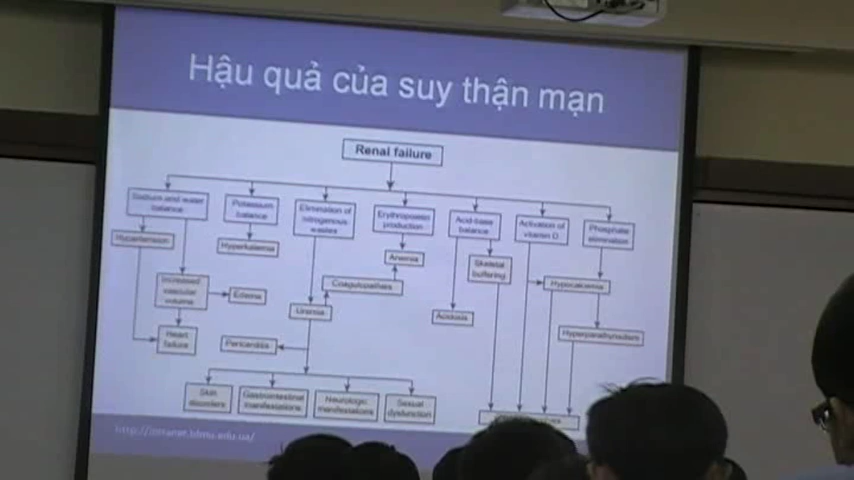 Hậu quả của suy thận mạn
Renal failure
Sodium and water
balance
Potassium
balance
Elimination of
nitrogenous
wastes
Erythropoietin
production
Acid-base
balance
Activation of
vitamin D
Phosphate
elimination
Hypertension
Hyperkalemia
Anemia
Skeletal
buffering
Increased
vascular
volume
Edema
Coagulopathies
Hypocalcemia
Uremia
Acidosis
Heart
failure
Pericarditis
Hyperparathyroidism
Skin
disorders
Gastrointestinal
manifestations
Neurologic
manifestations
Sexual
dysfunction